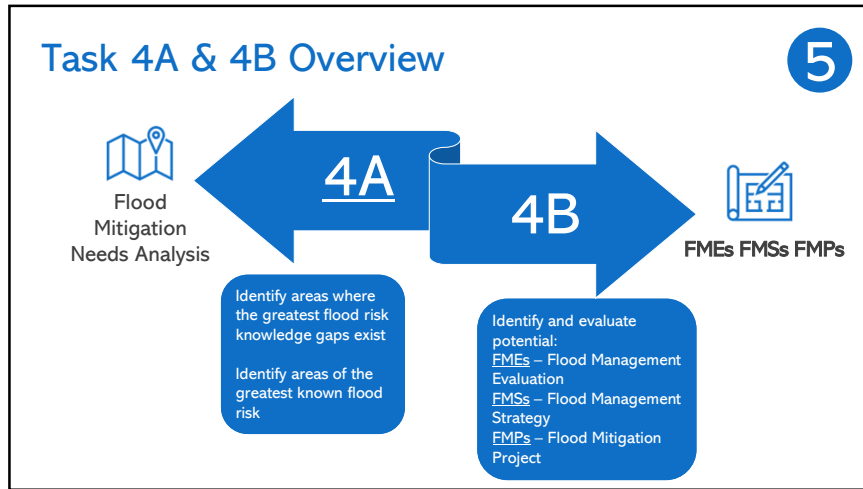 Task 4A & 4B Overview
5
4A
4B
Flood
Mitigation
Needs Analysis
FMEs FMSs FMPs
Identify areas where
the greatest flood risk
knowledge gaps exist
Identify areas of the
greatest known flood
risk
Identify and evaluate
potential:
FMEs – Flood Management
Evaluation
FMSs – Flood Management
Strategy
FMPs – Flood Mitigation
Project